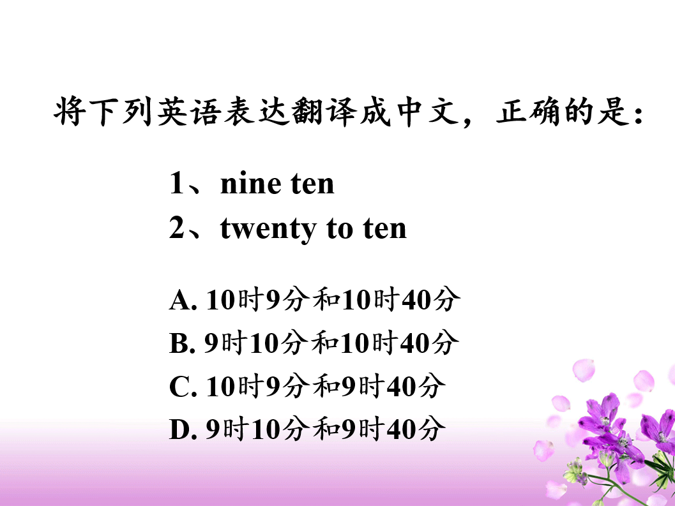 将下列英语表达翻译成中文，正确的是：
1、nine ten
2、twenty to ten
A. 10时9分和10时40分
B. 9时10分和10时40分
C. 10时9分和9时40分
D. 9时10分和9时40分